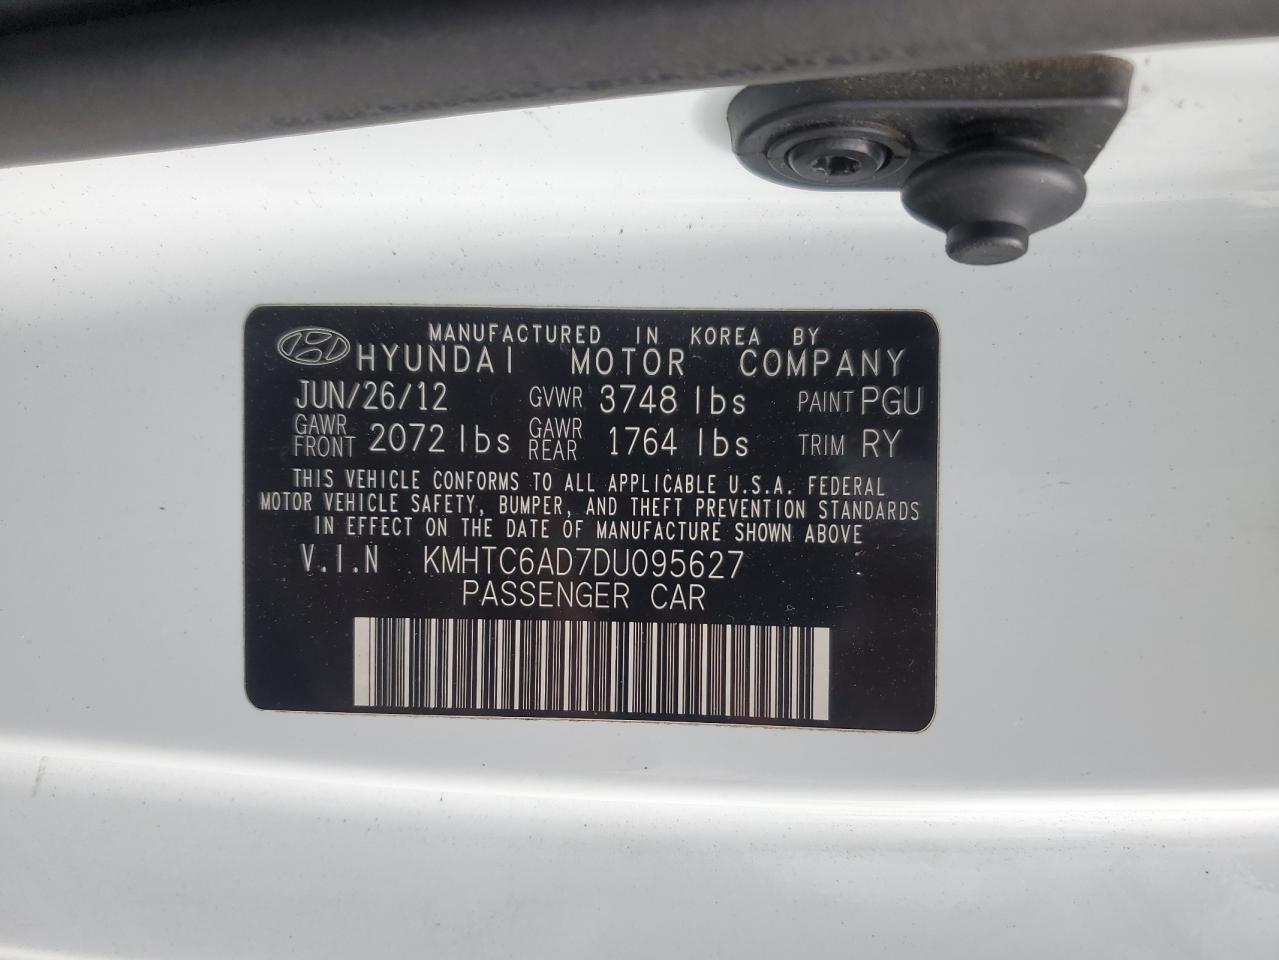 MANUFACTURED IN KOREA BY
HYUNDAI MOTOR COMPANY
JUN/26/12 GVWR 3748 lbs PAINT PGU
GAWR FRONT 2072 lbs GAWR REAR 1764 lbs TRIM RY
THIS VEHICLE CONFORMS TO ALL APPLICABLE U.S.A. FEDERAL
MOTOR VEHICLE SAFETY, BUMPER, AND THEFT PREVENTION STANDARDS
IN EFFECT ON THE DATE OF MANUFACTURE SHOWN ABOVE
V.I.N KMHTC6AD7DU095627
PASSENGER CAR